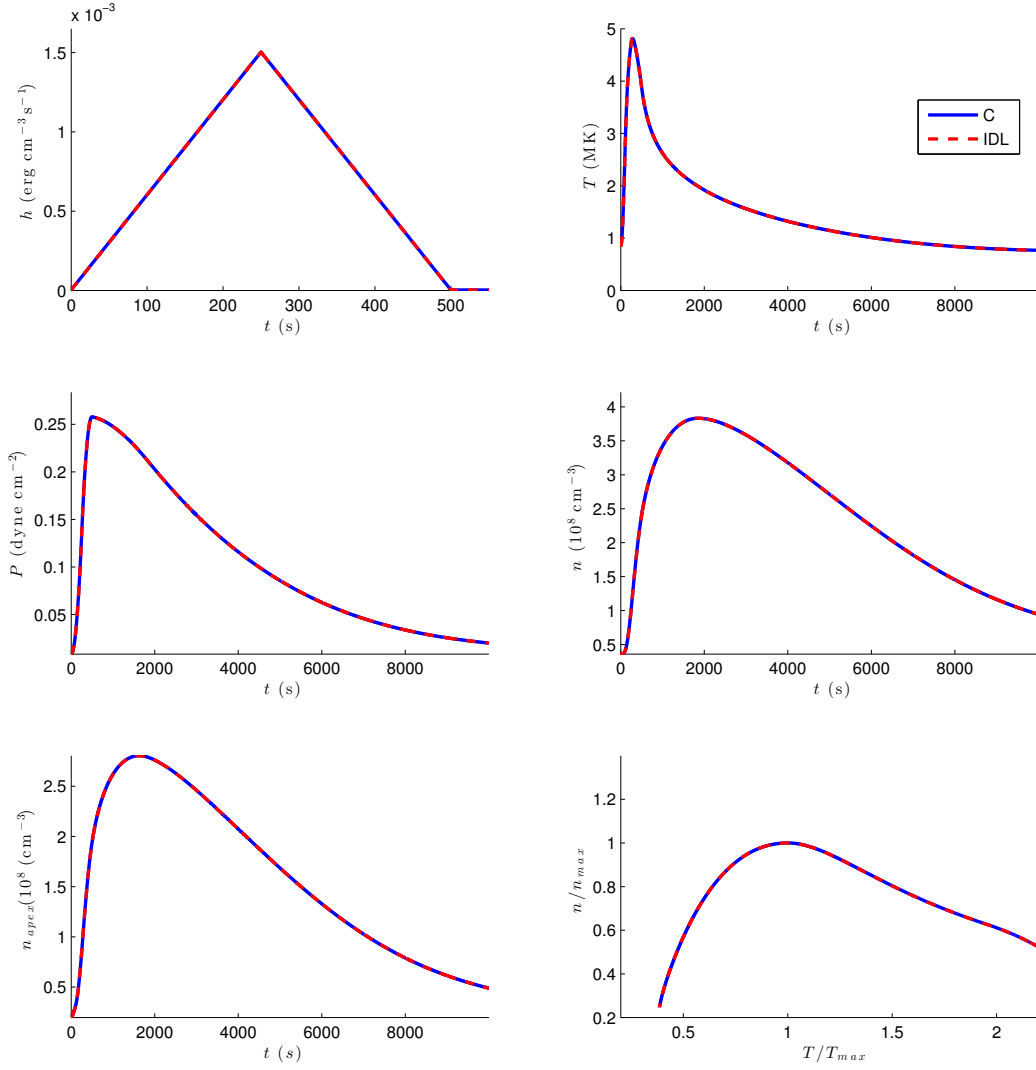 x 10⁻³
h (erg cm⁻³ s⁻¹)
1.5
1
0.5
0
0 100 200 300 400 500
t (s)
T (MK)
5
4
3
2
1
0
0 2000 4000 6000 8000
t (s)
C
IDL
P (dyne cm⁻²)
0.25
0.2
0.15
0.1
0.05
0 2000 4000 6000 8000
t (s)
n (10⁸ cm⁻³)
4
3.5
3
2.5
2
1.5
1
0.5
0 2000 4000 6000 8000
t (s)
n_apex(10⁸ (cm⁻³)
2.5
2
1.5
1
0.5
0 2000 4000 6000 8000
t (s)
n/n_max
1.2
1
0.8
0.6
0.4
0.2
0.5 1 1.5 2
T/T_max